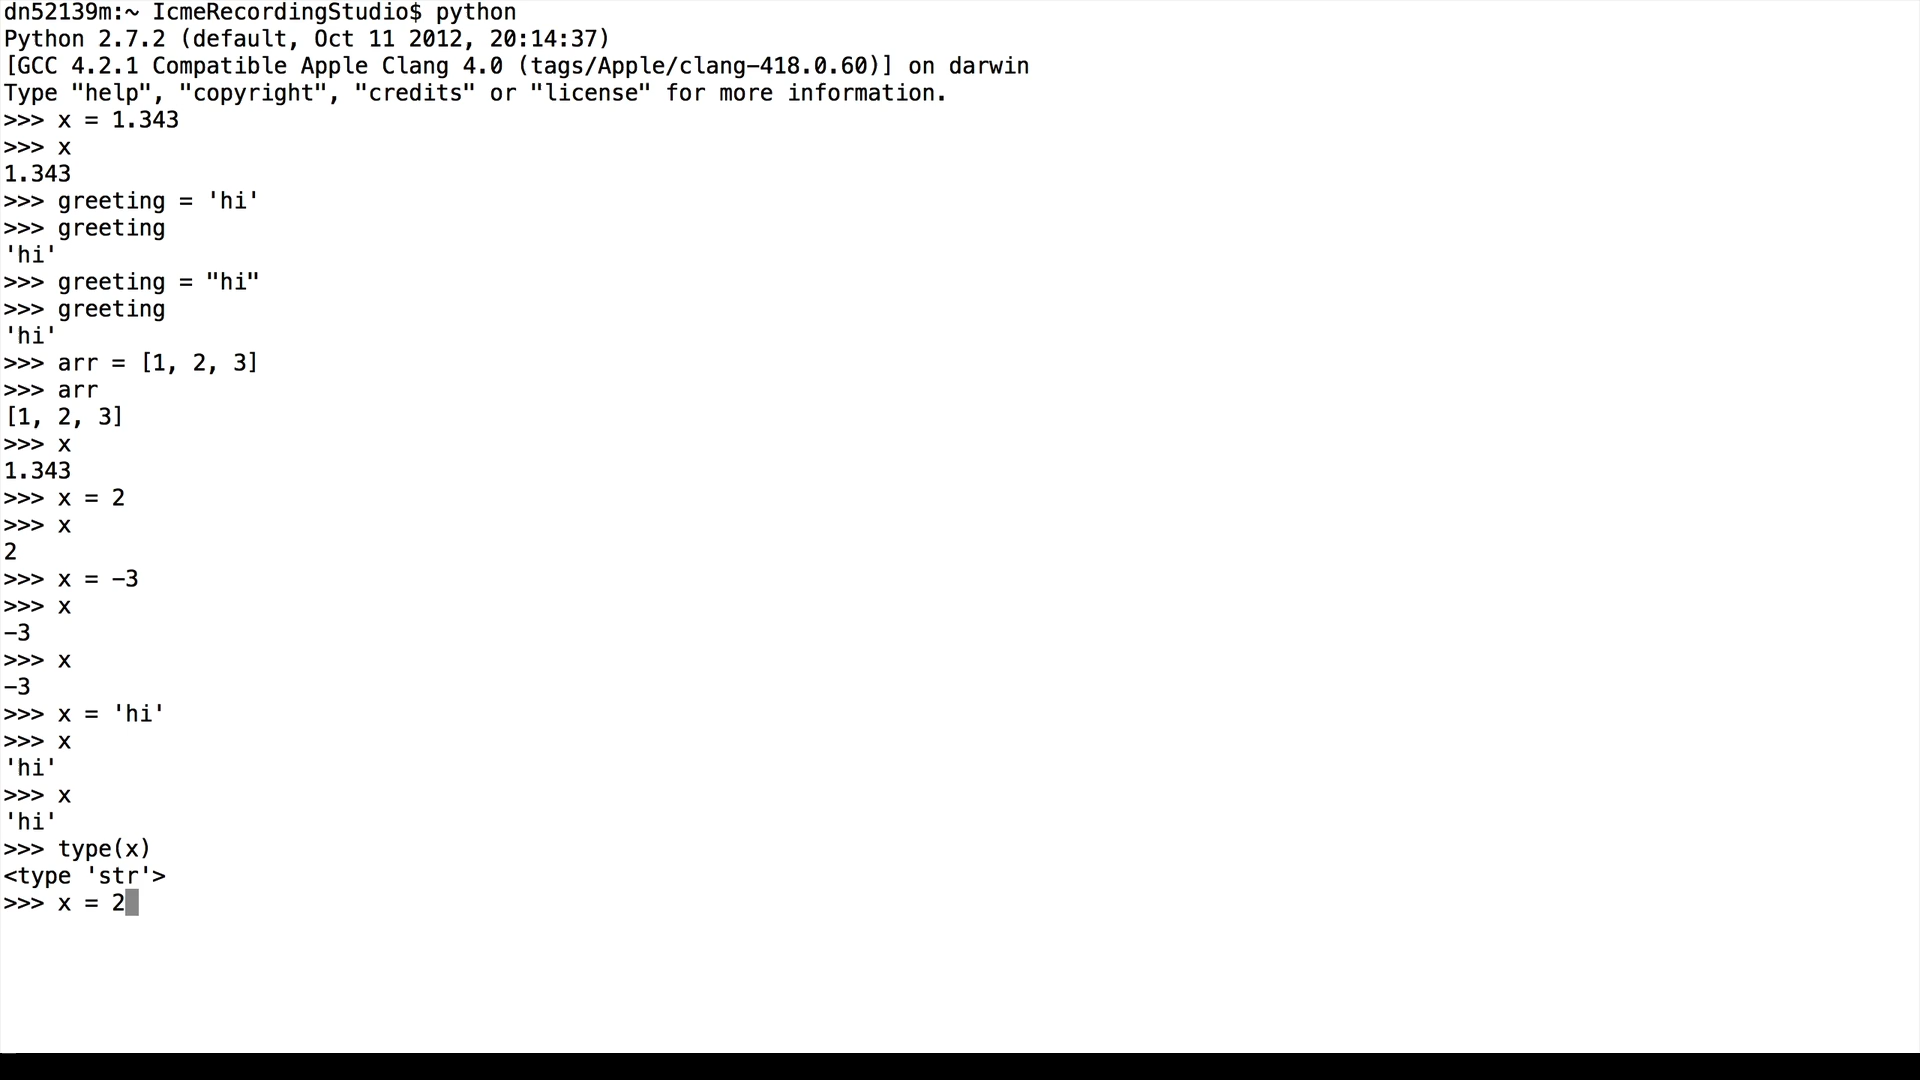 dn52139m:~ IcmeRecordingStudio$ python
Python 2.7.2 (default, Oct 11 2012, 20:14:37)
[GCC 4.2.1 Compatible Apple Clang 4.0 (tags/Apple/clang-418.0.60)] on darwin
Type "help", "copyright", "credits" or "license" for more information.
>>> x = 1.343
>>> x
1.343
>>> greeting = 'hi'
>>> greeting
'hi'
>>> greeting = "hi"
>>> greeting
'hi'
>>> arr = [1, 2, 3]
>>> arr
[1, 2, 3]
>>> x
1.343
>>> x = 2
>>> x
2
>>> x = -3
>>> x
-3
>>> x
-3
>>> x = 'hi'
>>> x
'hi'
>>> x
'hi'
>>> type(x)
<type 'str'>
>>> x = 2